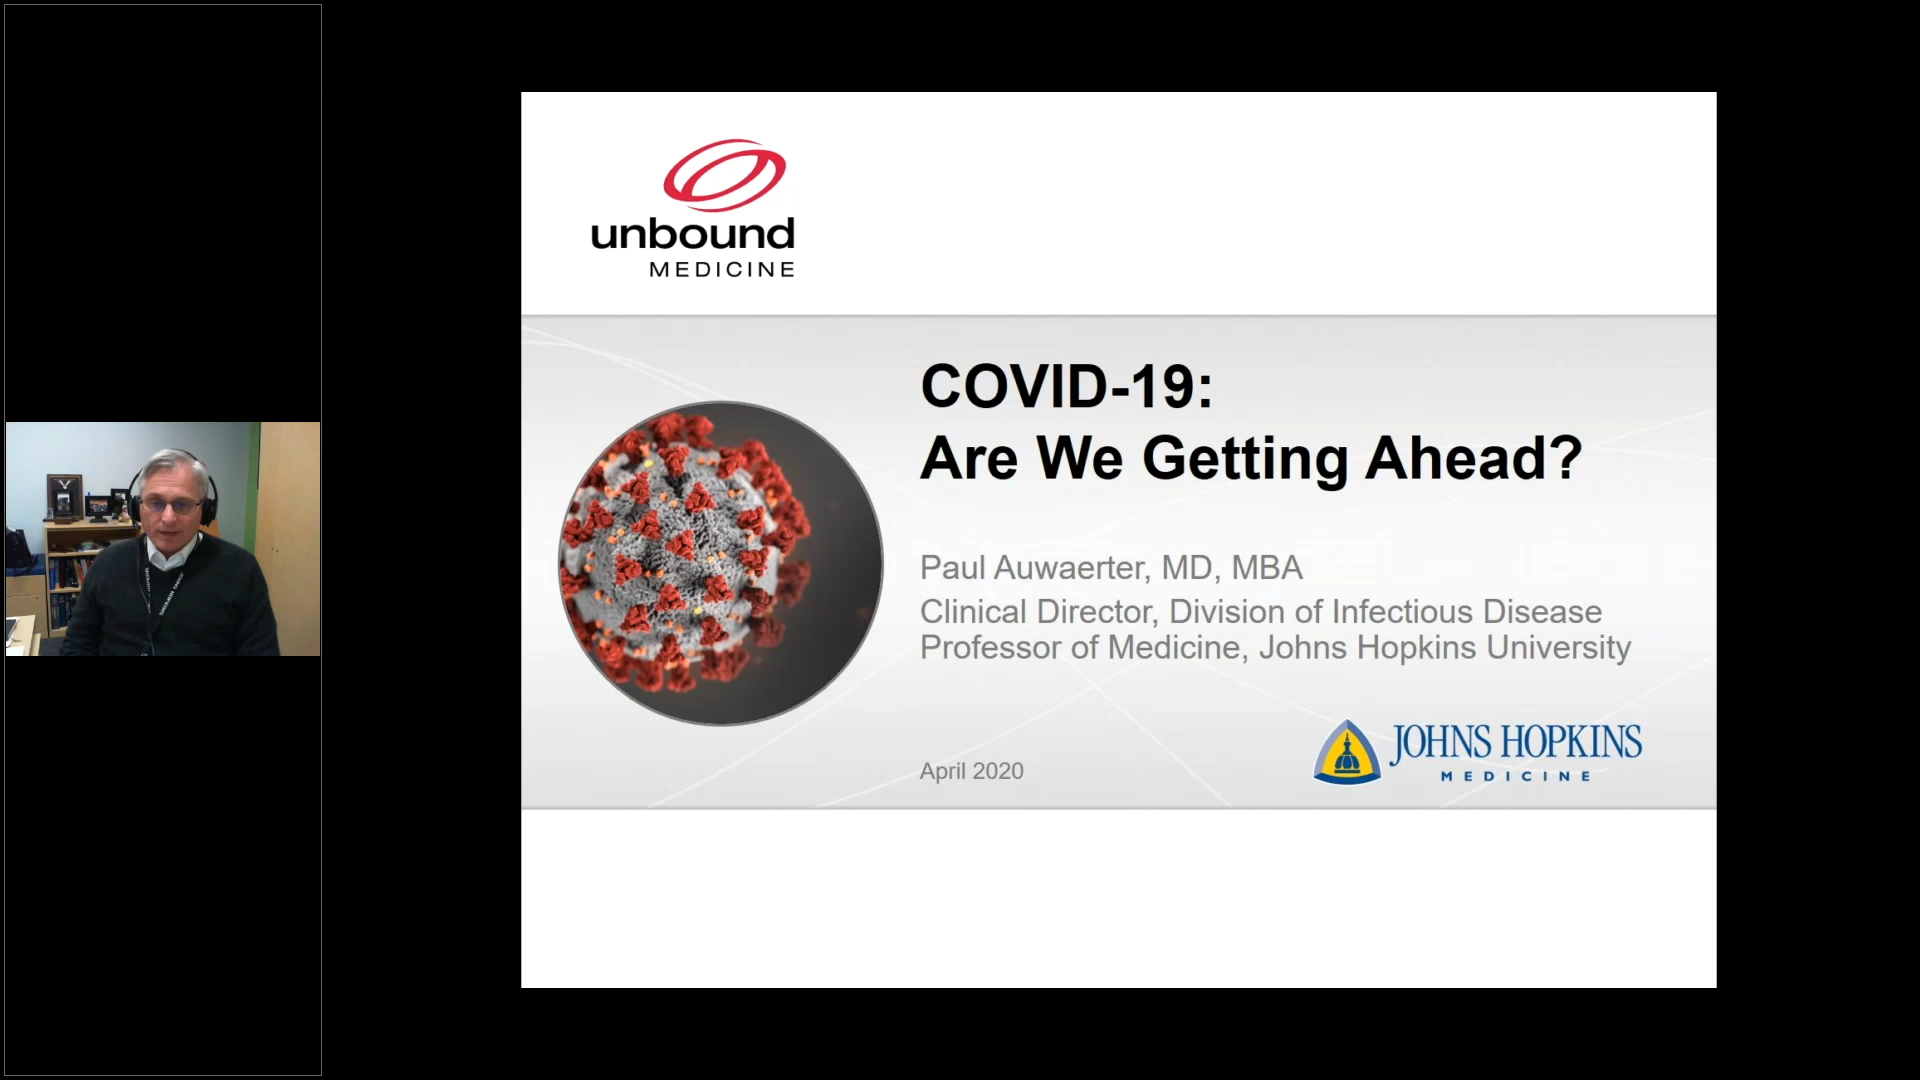 unbound
MEDICINE
COVID-19:
Are We Getting Ahead?
Paul Auwaerter, MD, MBA
Clinical Director, Division of Infectious Disease
Professor of Medicine, Johns Hopkins University
April 2020
JOHNS HOPKINS
MEDICINE